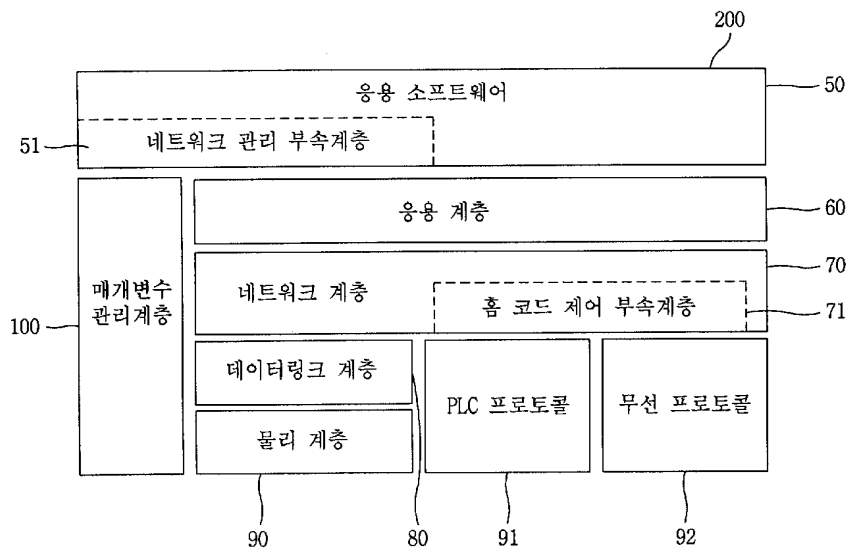 200
응용 소프트웨어
50
네트워크 관리 부속계층
51
응용 계층
60
매개변수
관리계층
100
네트워크 계층
70
홈 코드 제어 부속계층
71
데이터링크 계층
PLC 프로토콜
무선 프로토콜
물리 계층
90
80
91
92